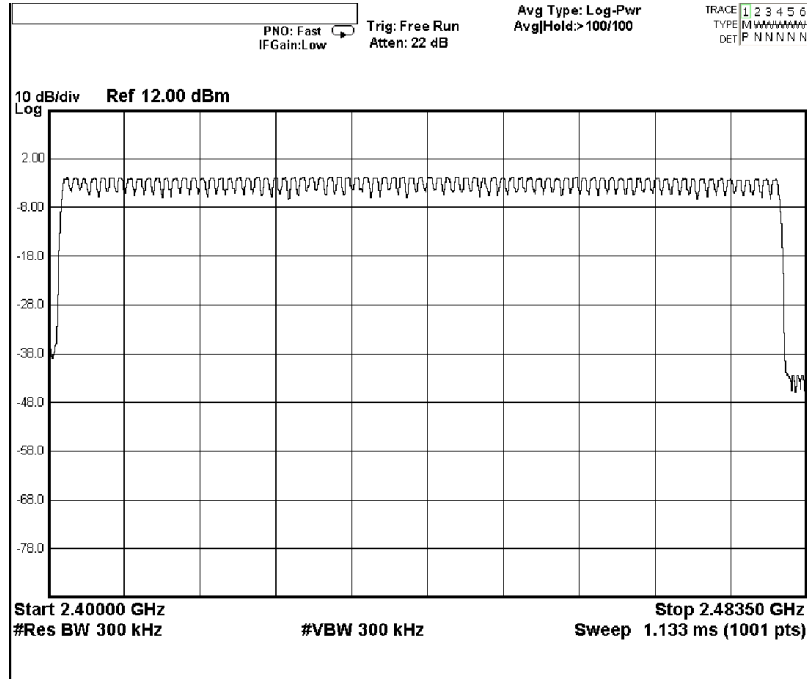 PNO: Fast
IFGain:Low
Trig: Free Run
Atten: 22 dB
Avg Type: Log-Pwr
Avg|Hold:>100/100
TRACE 1 2 3 4 5 6
TYPE M WWWWW
DET P N N N N N
10 dB/div Ref 12.00 dBm
Log
2.00
-8.00
-18.0
-28.0
-38.0
-48.0
-58.0
-68.0
-78.0
Start 2.40000 GHz
Stop 2.48350 GHz
#Res BW 300 kHz
#VBW 300 kHz
Sweep 1.133 ms (1001 pts)